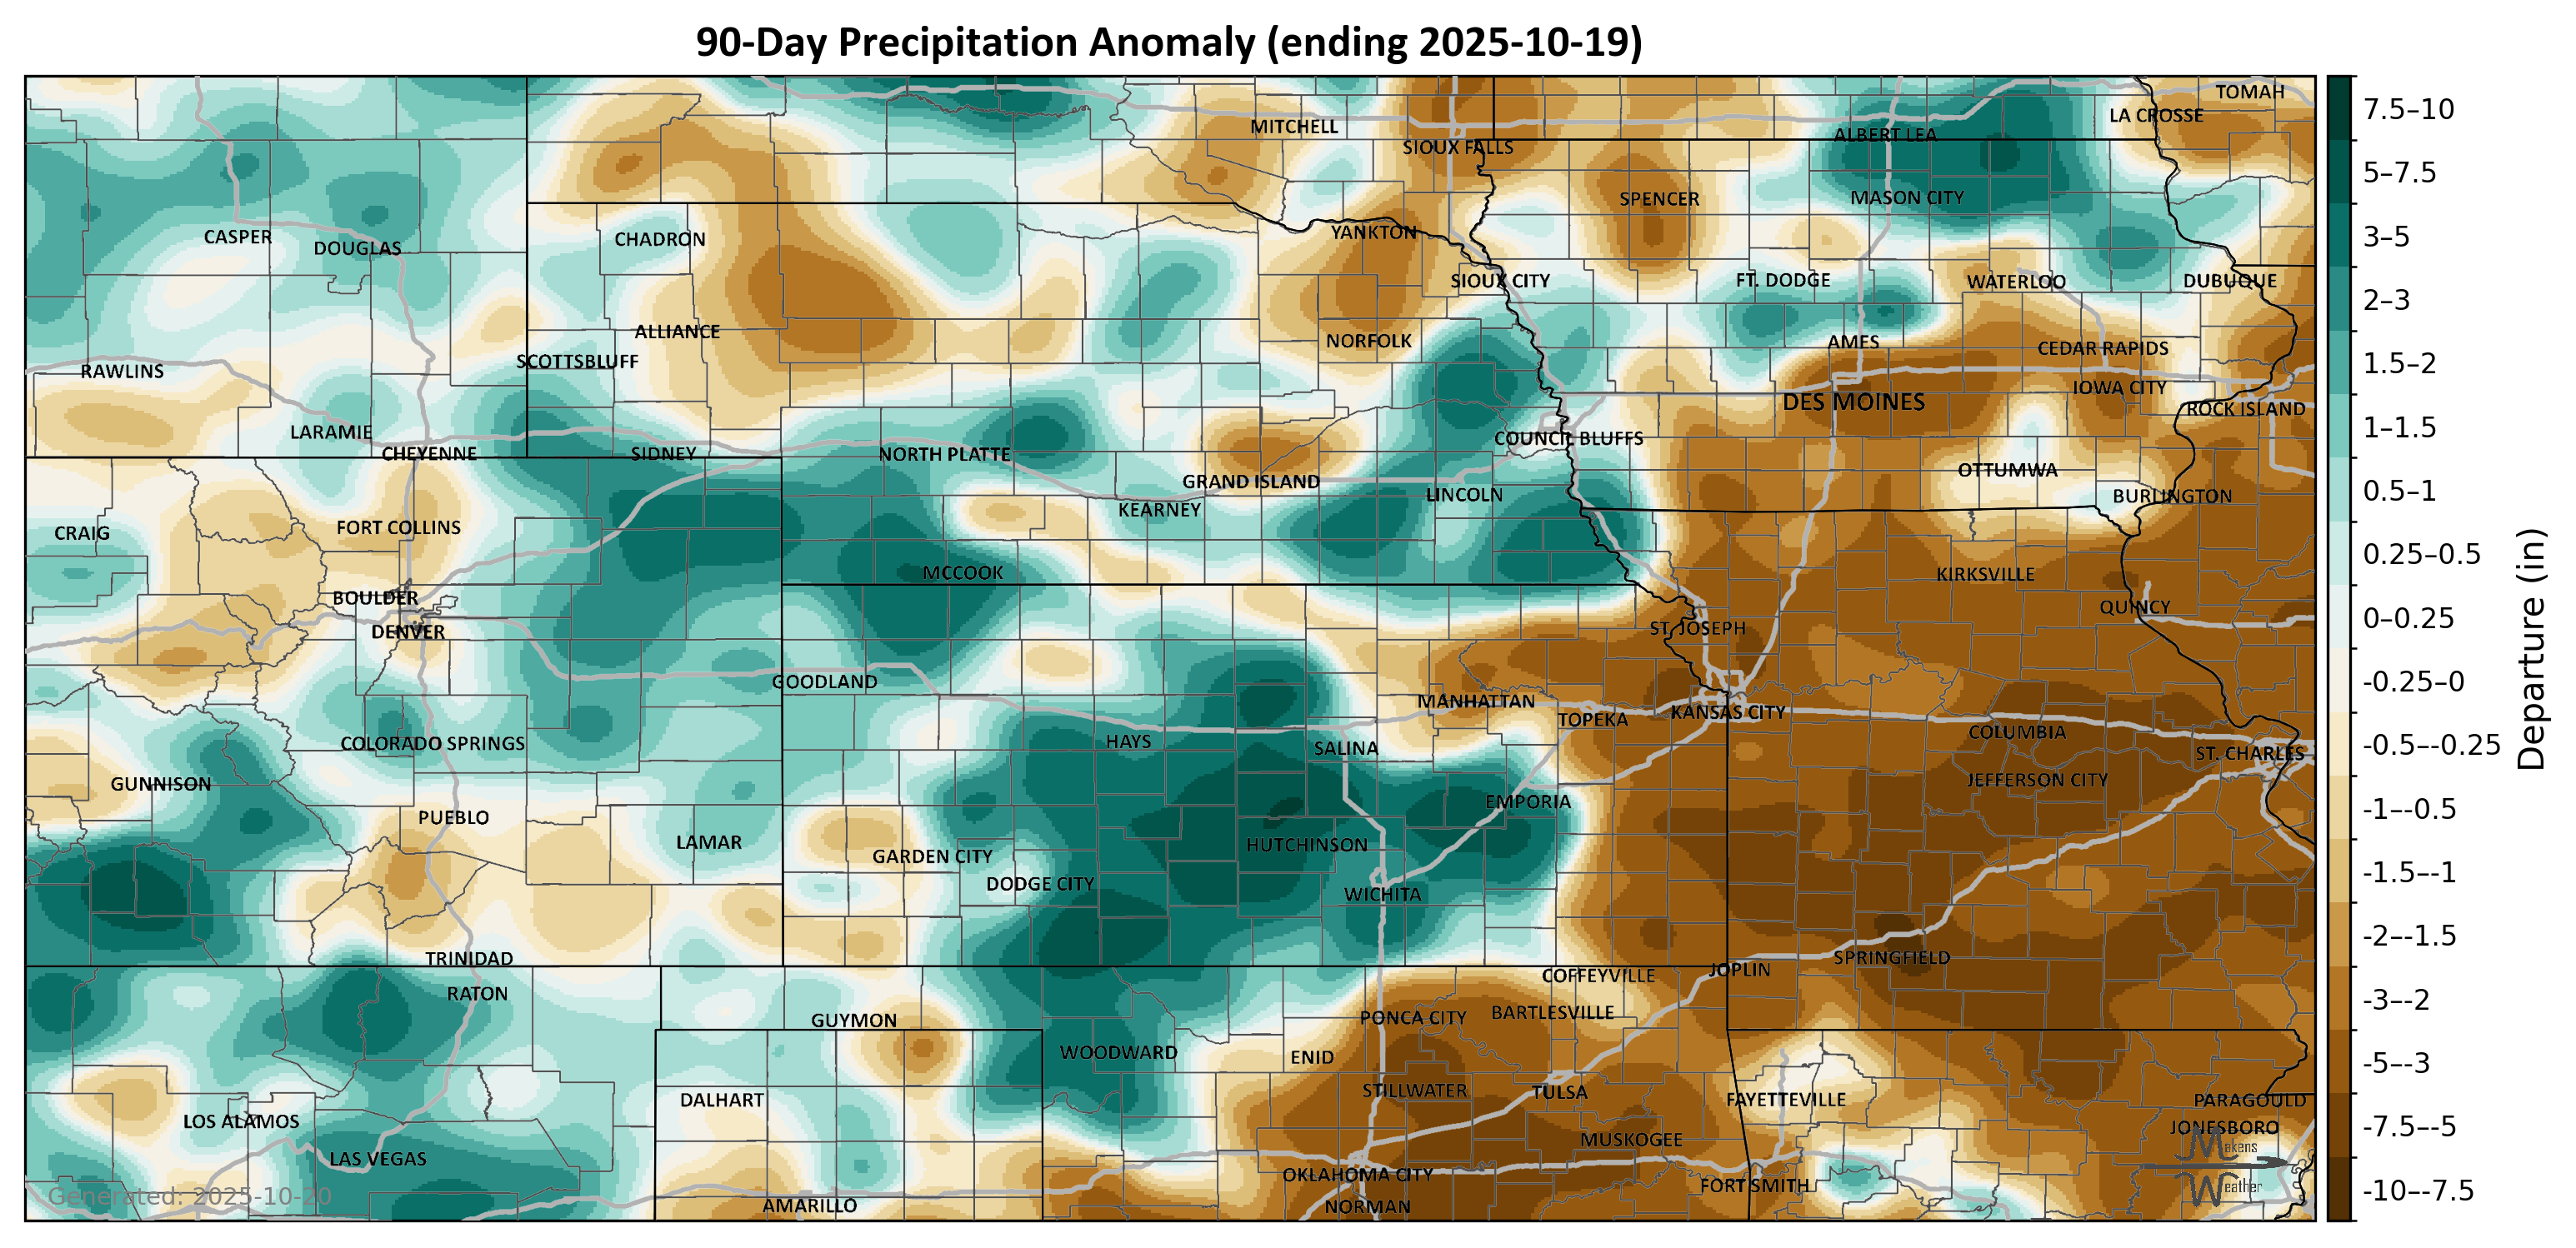 90-Day Precipitation Anomaly (ending 2025-10-19)
TOMAH
LA CROSSE
MITCHELL
ALBERT LEA
SIOUX FALLS
SPENCER
MASON CITY
YANKTON
CASPER
CHADRON
DOUGLAS
SIOUX CITY
FT. DODGE
WATERLOO
DUBUQUE
ALLIANCE
NORFOLK
AMES
CEDAR RAPIDS
SCOTTSBLUFF
RAWLINS
IOWA CITY
DES MOINES
ROCK ISLAND
LARAMIE
COUNCIL BLUFFS
CHEYENNE
SIDNEY
NORTH PLATTE
OTTUMWA
GRAND ISLAND
LINCOLN
BURLINGTON
KEARNEY
CRAIG
FORT COLLINS
MCCOOK
KIRKSVILLE
BOULDER
QUINCY
DENVER
ST. JOSEPH
GOODLAND
MANHATTAN
KANSAS CITY
TOPEKA
COLUMBIA
COLORADO SPRINGS
HAYS
SALINA
ST. CHARLES
GUNNISON
JEFFERSON CITY
EMPORIA
PUEBLO
LAMAR
HUTCHINSON
GARDEN CITY
DODGE CITY
WICHITA
TRINIDAD
SPRINGFIELD
JOPLIN
COFFEYVILLE
RATON
BARTLESVILLE
GUYMON
PONCA CITY
WOODWARD
ENID
STILLWATER
TULSA
DALHART
FAYETTEVILLE
PARAGOULD
LOS ALAMOS
JONESBORO
MUSKOGEE
LAS VEGAS
OKLAHOMA CITY
FORT SMITH
AMARILLO
NORMAN
Generated: 2025-10-20
Makens
Weather
7.5–10
5–7.5
3–5
2–3
1.5–2
1–1.5
0.5–1
0.25–0.5
0–0.25
-0.25–0
-0.5–-0.25
-1–-0.5
-1.5–-1
-2–-1.5
-3–-2
-5–-3
-7.5–-5
-10–-7.5
Departure (in)